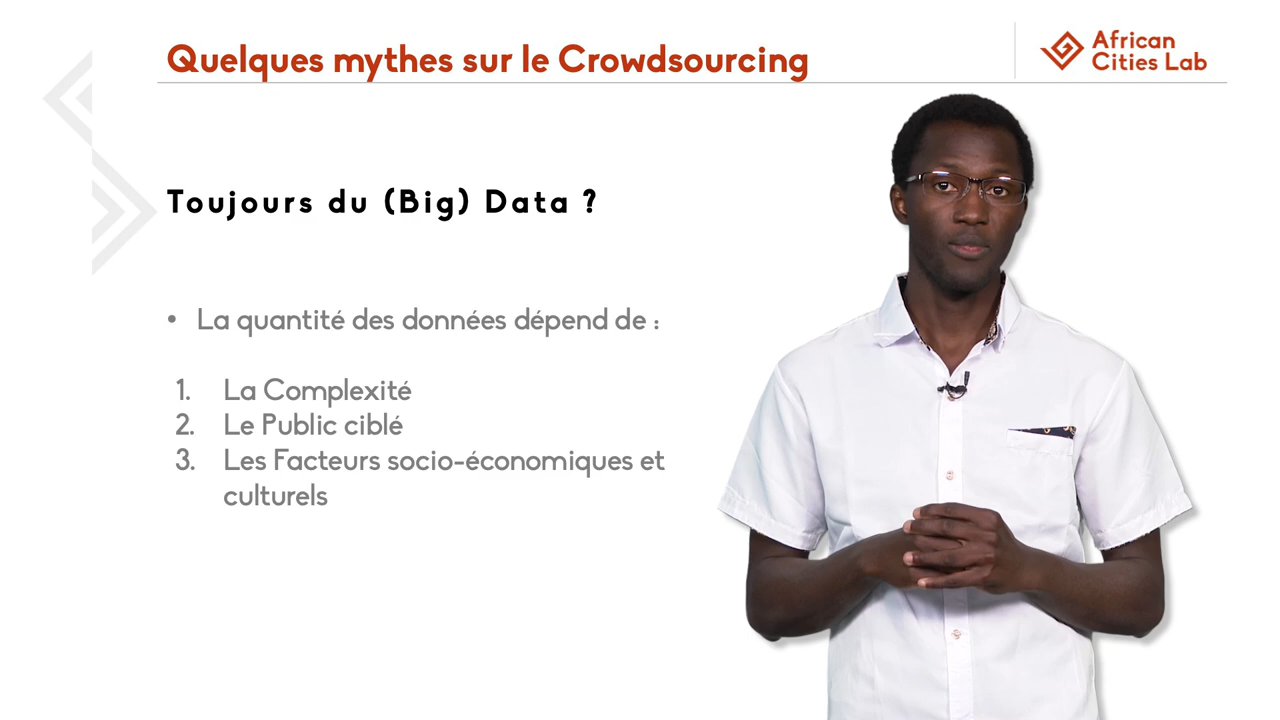 Quelques mythes sur le Crowdsourcing
African
Cities Lab
Toujours du (Big) Data ?
• La quantité des données dépend de :
1. La Complexité
2. Le Public ciblé
3. Les Facteurs socio-économiques et
culturels